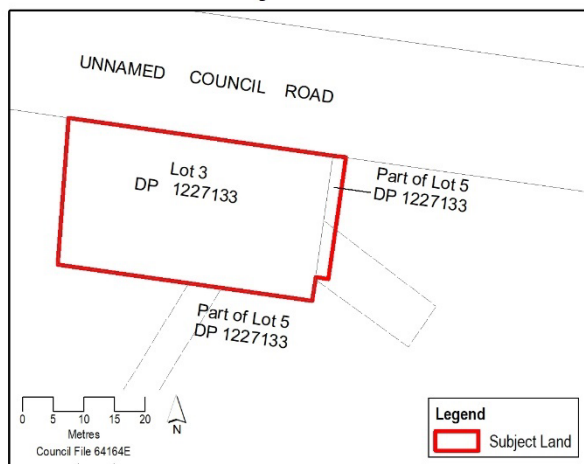 UNNAMED COUNCIL ROAD
Lot 3
DP 1227133
Part of Lot 5
DP 1227133
Part of Lot 5
DP 1227133
0 5 10 15 20
Metres
N
Council File 64164E
Legend
Subject Land